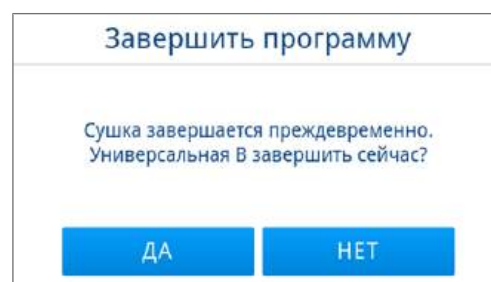 Завершить программу
Сушка завершается преждевременно.
Универсальная В завершить сейчас?
ДА
НЕТ